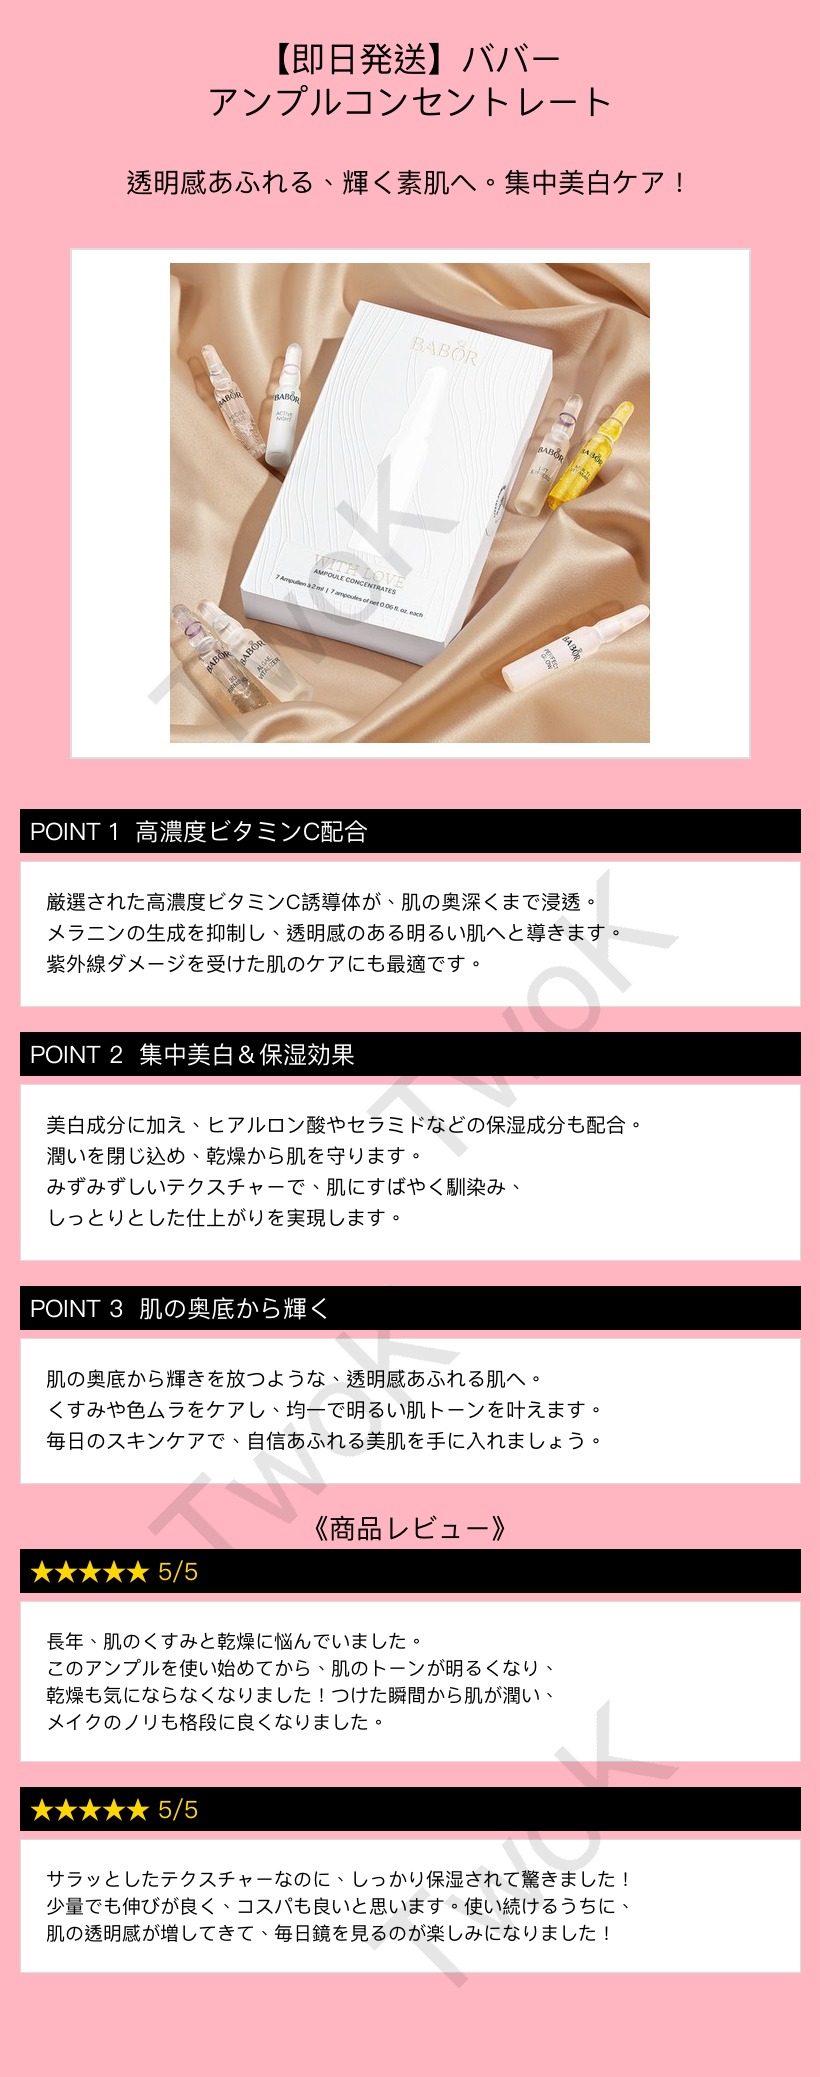 【即日発送】ババー
アンプルコンセントレート
透明感あふれる、輝く素肌へ。集中美白ケア！
BABOR
BABOR
BABOR
ACTIVE
NIGHT
BABOR
BABOR
WITH LOVE
AMPOULE CONCENTRATES
7 Ampullen à 2 ml | 7 ampoules of net 0.06 fl. oz. each
BABOR
BABOR
ALGAE
VITALIZER
BABOR
PERFECT
GLOW
TwoK
POINT 1 高濃度ビタミンC配合
厳選された高濃度ビタミンC誘導体が、肌の奥深くまで浸透。
メラニンの生成を抑制し、透明感のある明るい肌へと導きます。
紫外線ダメージを受けた肌のケアにも最適です。
TwoK
POINT 2 集中美白＆保湿効果
美白成分に加え、ヒアルロン酸やセラミドなどの保湿成分も配合。
潤いを閉じ込め、乾燥から肌を守ります。
みずみずしいテクスチャーで、肌にすばやく馴染み、
しっとりとした仕上がりを実現します。
POINT 3 肌の奥底から輝く
肌の奥底から輝きを放つような、透明感あふれる肌へ。
くすみや色ムラをケアし、均一で明るい肌トーンを叶えます。
毎日のスキンケアで、自信あふれる美肌を手に入れましょう。
TwoK
《商品レビュー》
★★★★★ 5/5
長年、肌のくすみと乾燥に悩んでいました。
このアンプルを使い始めてから、肌のトーンが明るくなり、
乾燥も気にならなくなりました！つけた瞬間から肌が潤い、
メイクのノリも格段に良くなりました。
TwoK
★★★★★ 5/5
サラッとしたテクスチャーなのに、しっかり保湿されて驚きました！
少量でも伸びが良く、コスパも良いと思います。使い続けるうちに、
肌の透明感が増してきて、毎日鏡を見るのが楽しみになりました！